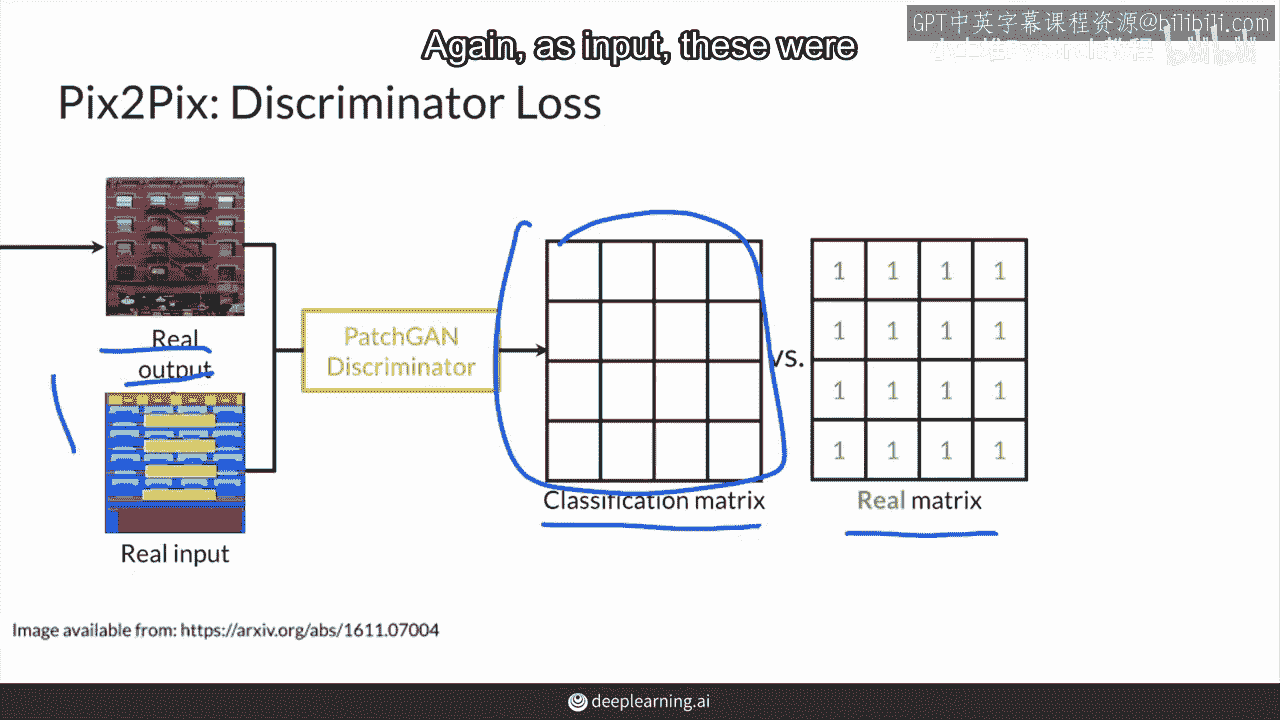 GPT中英字幕课程资源@bilibili.com
Again, as input, these were
bilibili
Pix2Pix: Discriminator Loss
Real
output
Real input
PatchGAN
Discriminator
Classification matrix
vs.
1 1 1 1
1 1 1 1
1 1 1 1
1 1 1 1
Real matrix
Image available from: https://arxiv.org/abs/1611.07004
deeplearning.ai